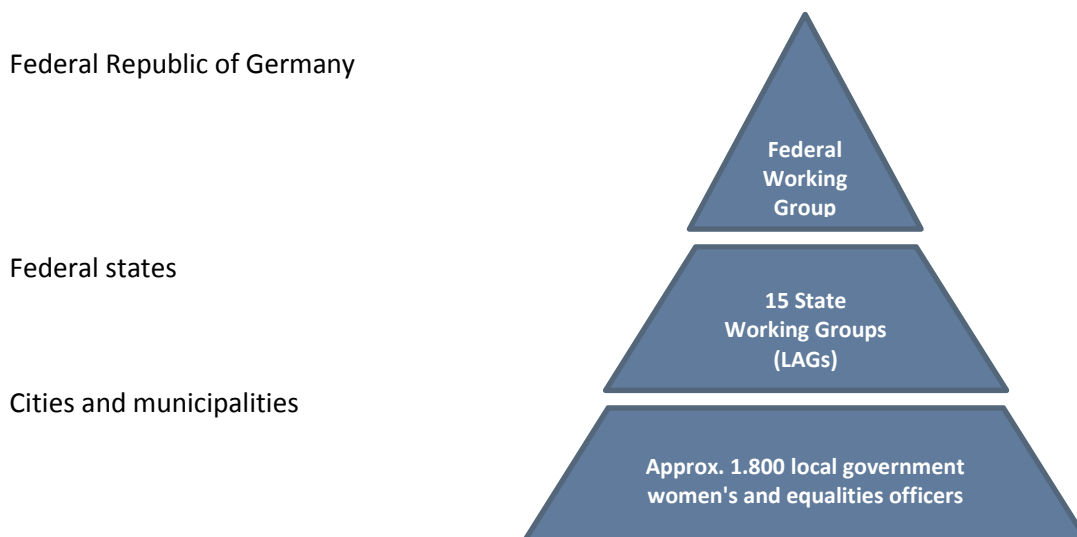 Federal Republic of Germany
Federal
Working
Group
Federal states
15 State
Working Groups
(LAGs)
Cities and municipalities
Approx. 1.800 local government
women's and equalities officers